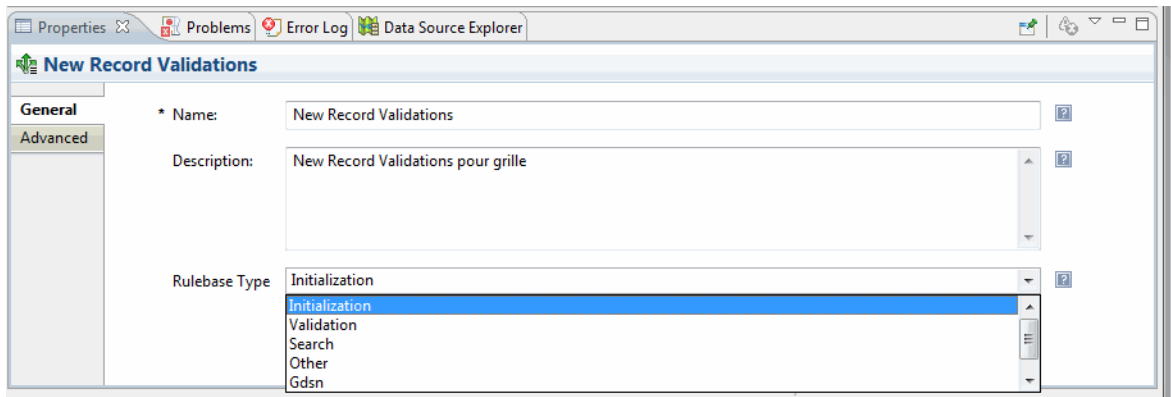 Properties Problems Error Log Data Source Explorer
New Record Validations
General
Advanced
* Name: New Record Validations
Description: New Record Validations pour grille
Rulebase Type Initialization
Initialization
Validation
Search
Other
Gdsn